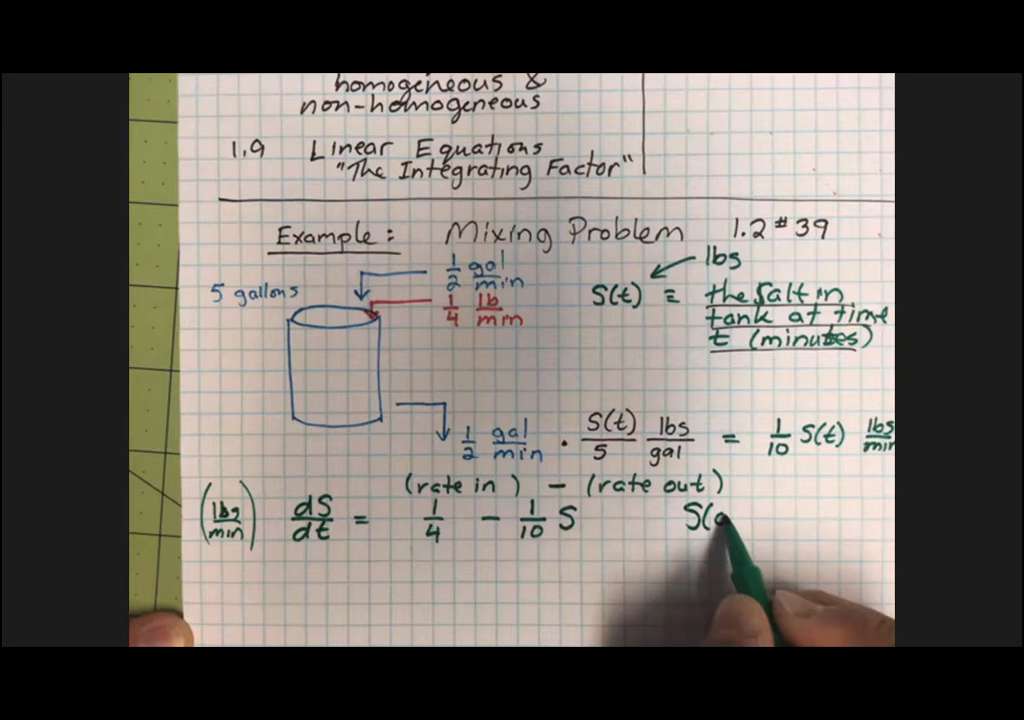 homogeneous &
non-homogeneous
1.9 Linear Equations
"The Integrating Factor"
Example: Mixing Problem 1.2 #39
5 gallons
1/2 gal/min
1/4 lb/min
lbs
S(t) ≡ the Salt in
tank at time
t (minutes)
1/2 gal/min · S(t)/5 lbs/gal = 1/10 S(t) lbs/min
(rate in) - (rate out)
(lbs/min) dS/dt = 1/4 - 1/10 S S(